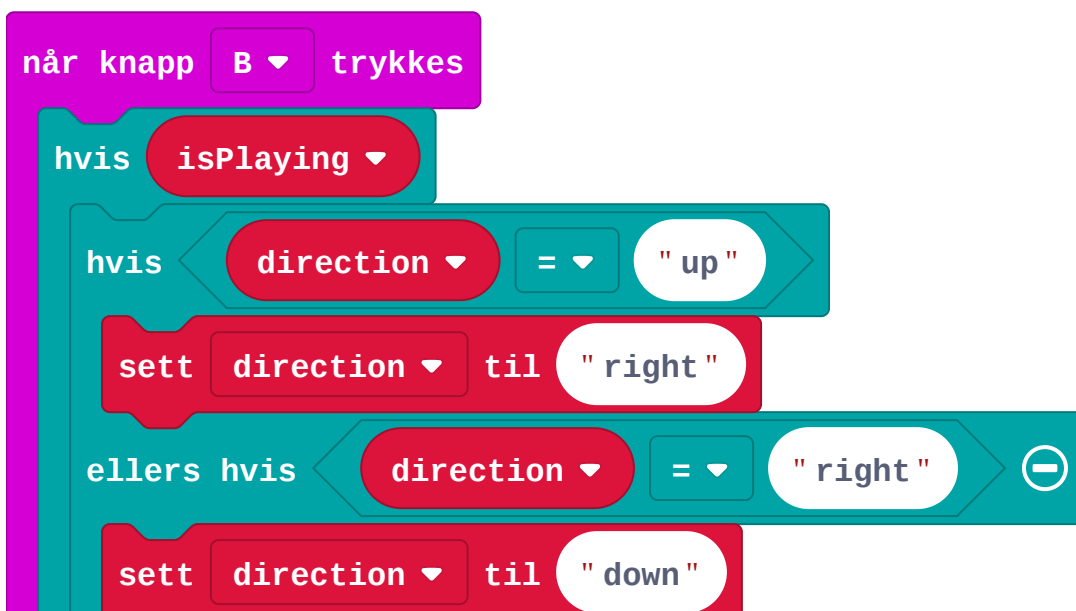 når knapp B trykkes
hvis isPlaying
hvis direction = "up"
sett direction til "right"
ellers hvis direction = "right"
sett direction til "down"